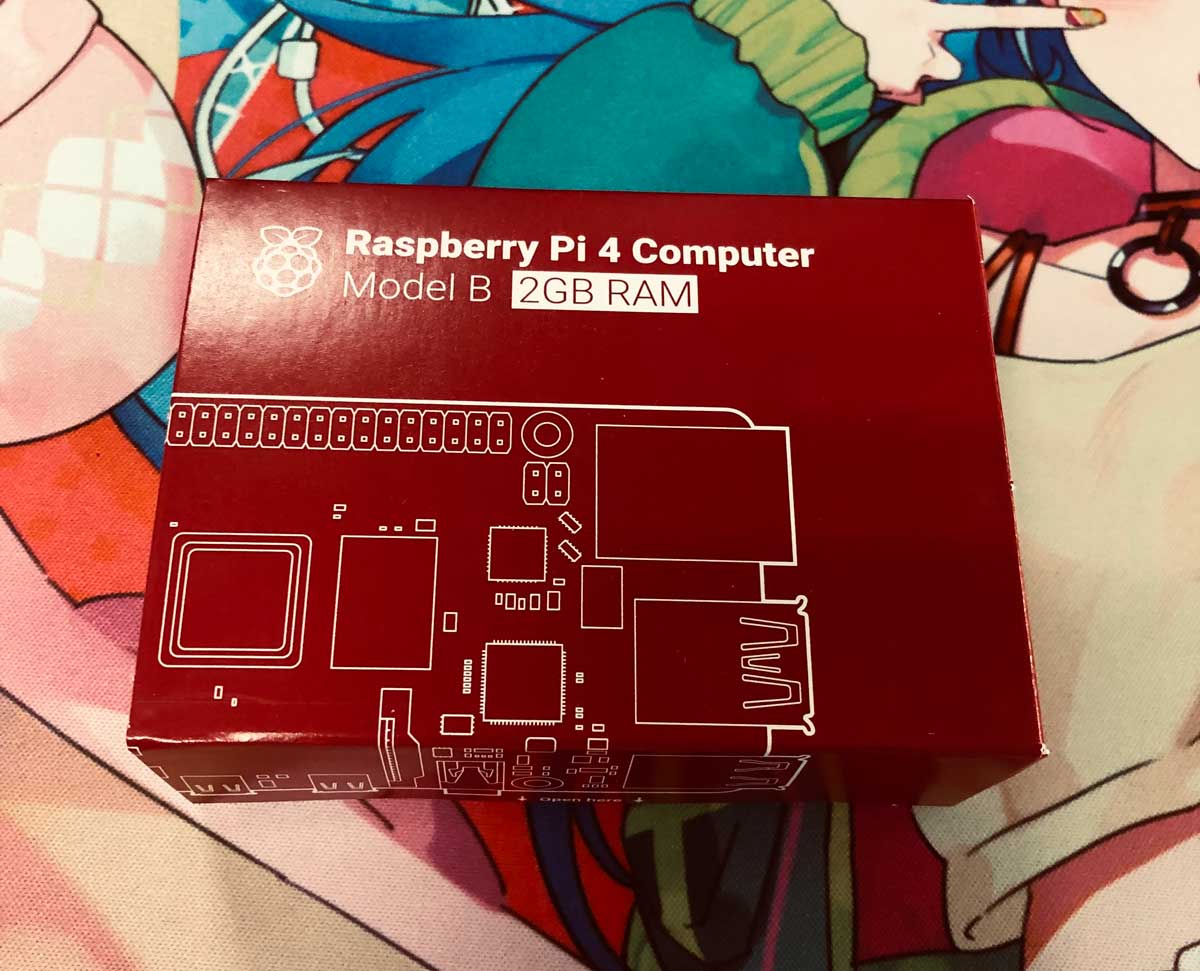 Raspberry Pi 4 Computer
Model B 2GB RAM
↓ Open here ↓